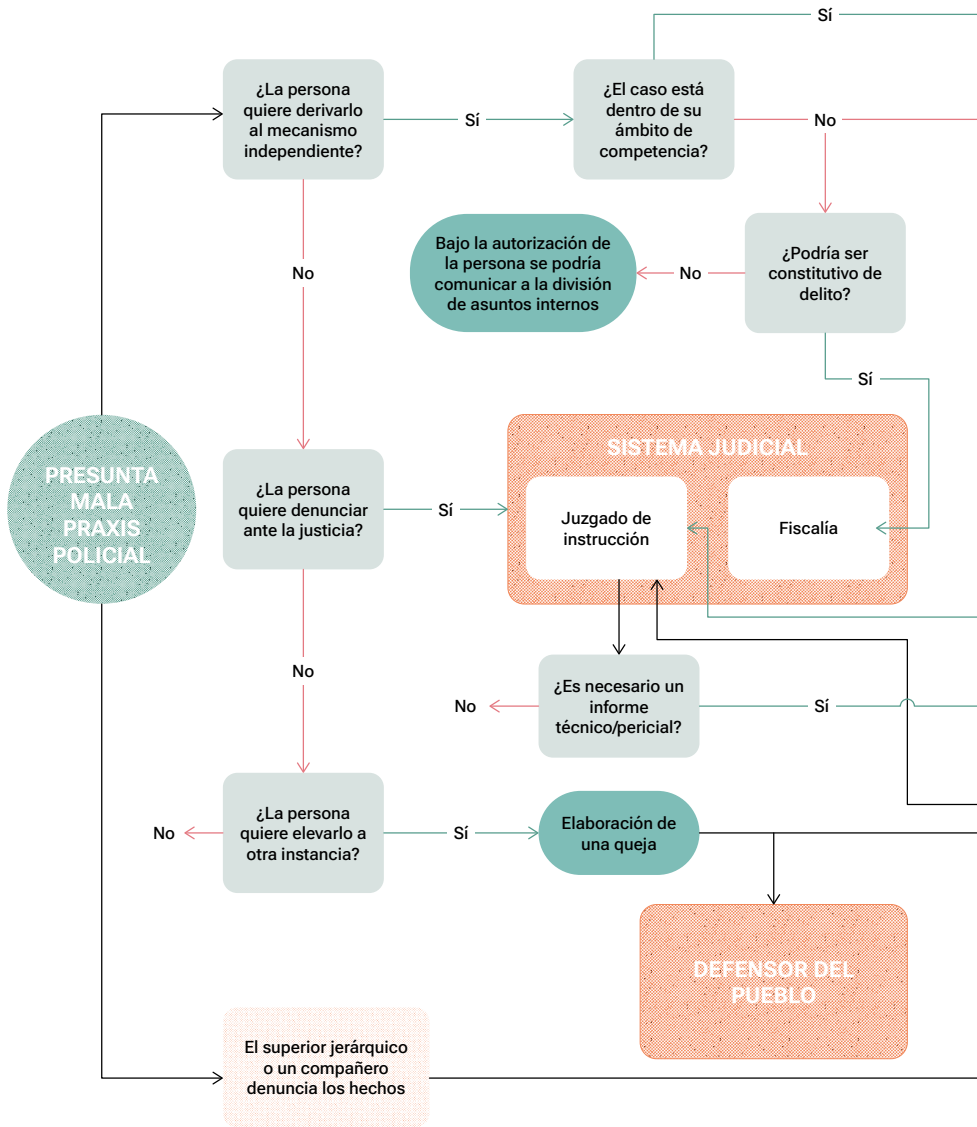 Sí
¿La persona
quiere derivarlo
al mecanismo
independiente?
Sí
¿El caso está
dentro de su
ámbito de
competencia?
No
No
Bajo la autorización de
la persona se podría
comunicar a la división
de asuntos internos
No
¿Podría ser
constitutivo de
delito?
Sí
PRESUNTA
MALA
PRAXIS
POLICIAL
¿La persona
quiere denunciar
ante la justicia?
Sí
SISTEMA JUDICIAL
Juzgado de
instrucción
Fiscalía
No
No
¿Es necesario un
informe
técnico/pericial?
Sí
No
¿La persona
quiere elevarlo a
otra instancia?
Sí
Elaboración de
una queja
DEFENSOR DEL
PUEBLO
El superior jerárquico
o un compañero
denuncia los hechos